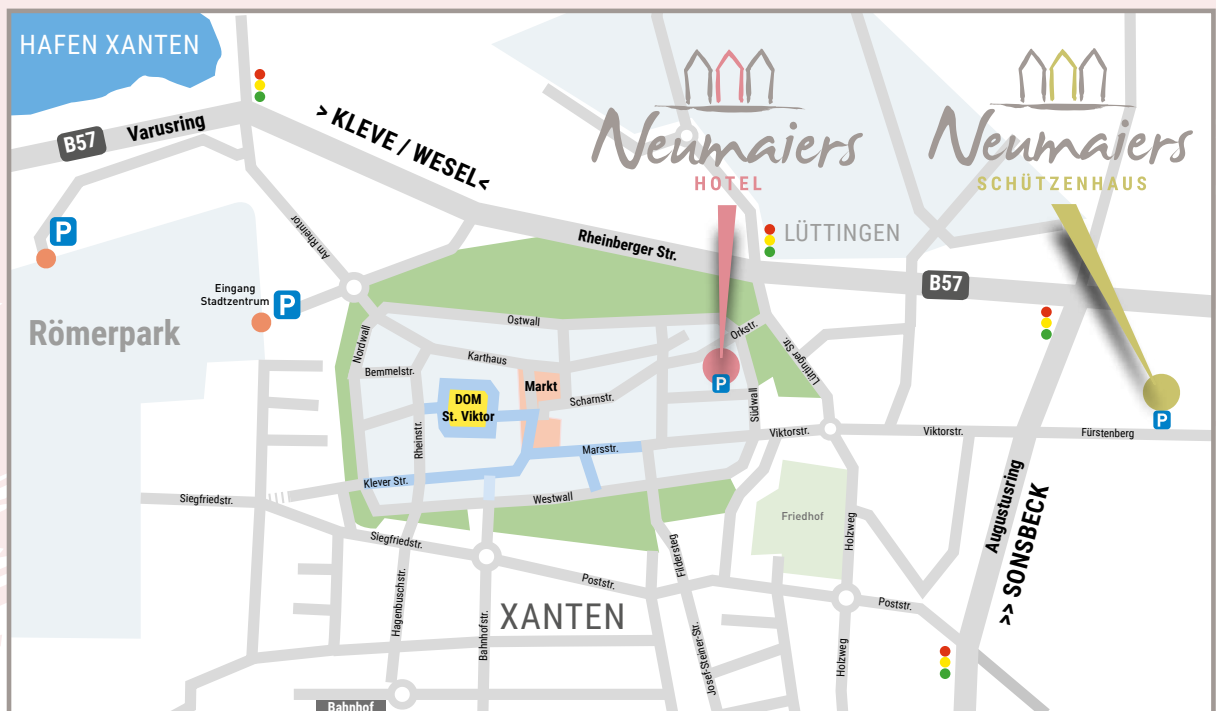 HAFEN XANTEN
B57
Varusring
> KLEVE / WESEL<
Neumaiers
HOTEL
Neumaiers
SCHÜTZENHAUS
P
Am Rheintor
Rheinberger Str.
LÜTTINGEN
B57
Eingang
Stadtzentrum
P
Römerpark
Nordwall
Ostwall
Orkstr.
Karthaus
Bemmelstr.
Lüttinger Str.
P
Markt
DOM
St. Viktor
Scharnstr.
Südwall
P
Rheinstr.
Viktorstr.
Viktorstr.
Fürstenberg
Marsstr.
Klever Str.
Westwall
Siegfriedstr.
Augustusring
>> SONSBECK
Friedhof
Holzweg
Siegfriedstr.
Fildersteg
Poststr.
Hagenbuschstr.
Bahnhofstr.
XANTEN
Poststr.
Josef-Steiner-Str.
Holzweg
Bahnhof